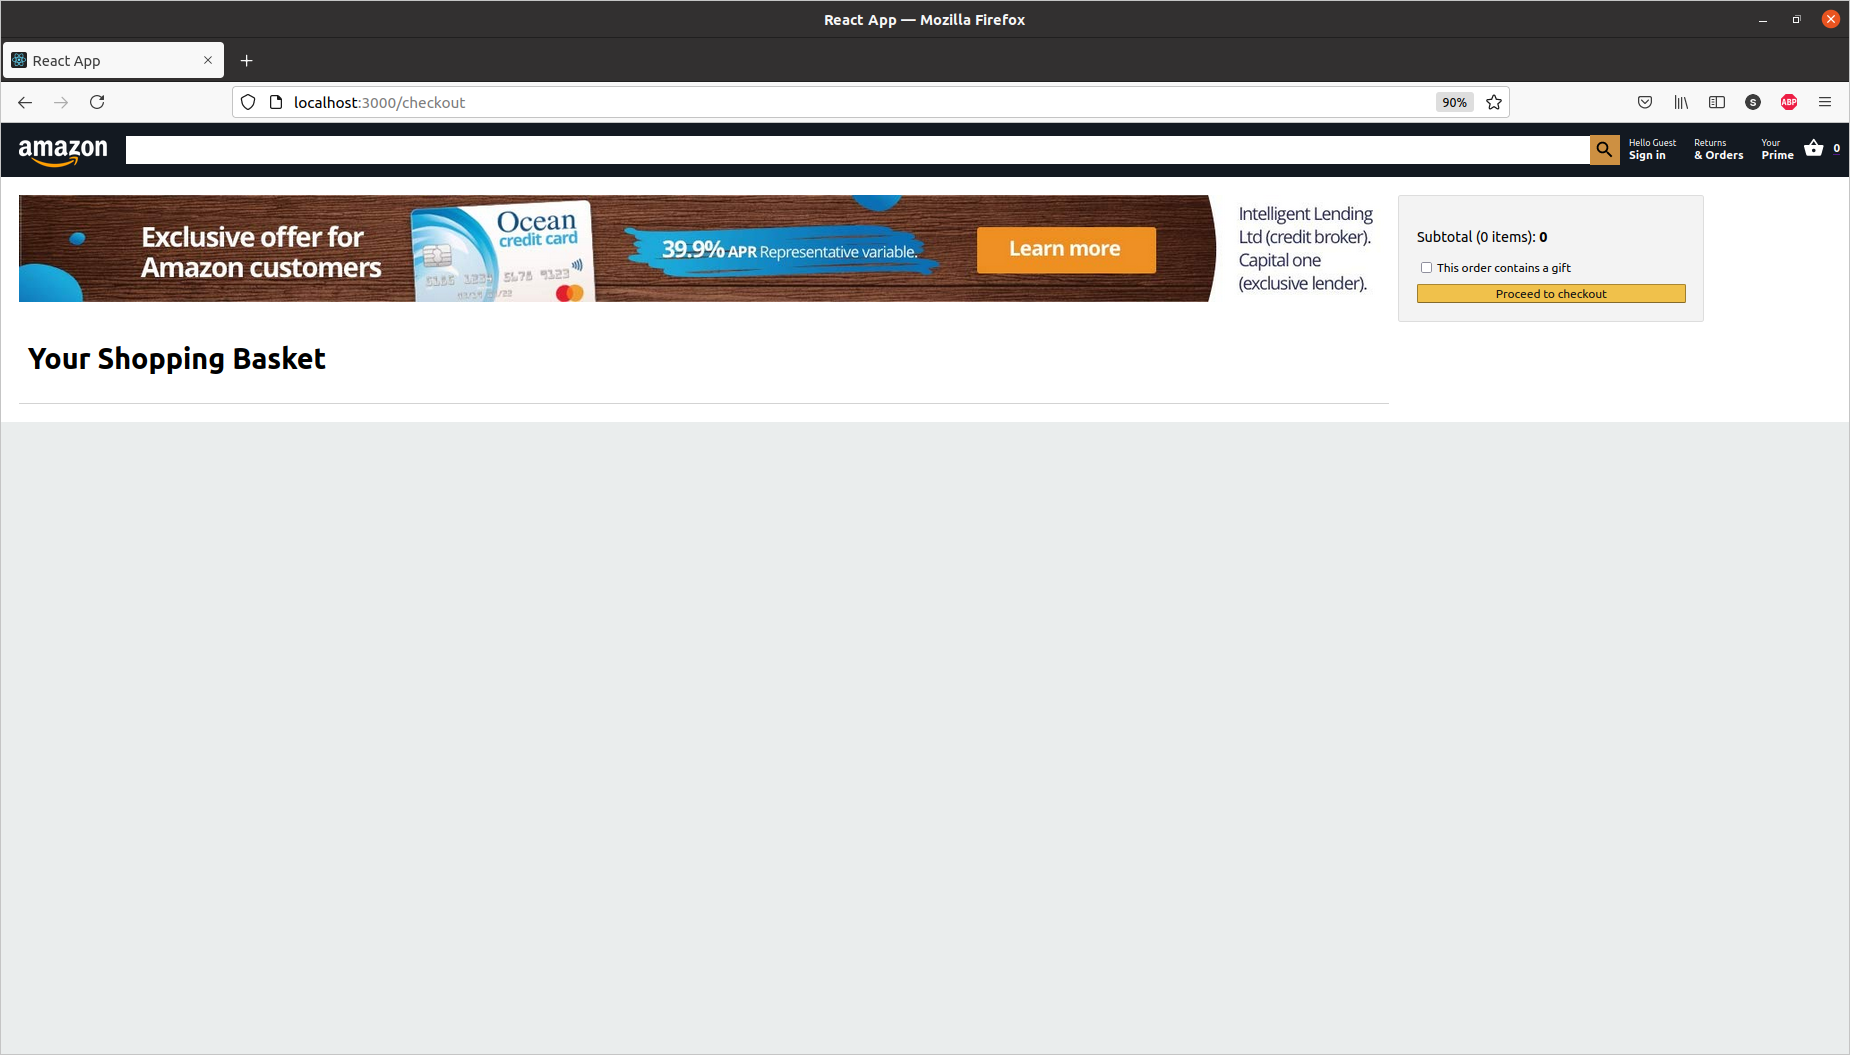 React App — Mozilla Firefox
React App
localhost:3000/checkout
90%
S
ABP
amazon
Hello Guest
Sign in
Returns
& Orders
Your
Prime
0
Exclusive offer for
Amazon customers
Ocean
credit card
5678 9123
39.9% APR Representative variable.
Learn more
Intelligent Lending
Ltd (credit broker).
Capital one
(exclusive lender).
Subtotal (0 items): 0
This order contains a gift
Proceed to checkout
Your Shopping Basket